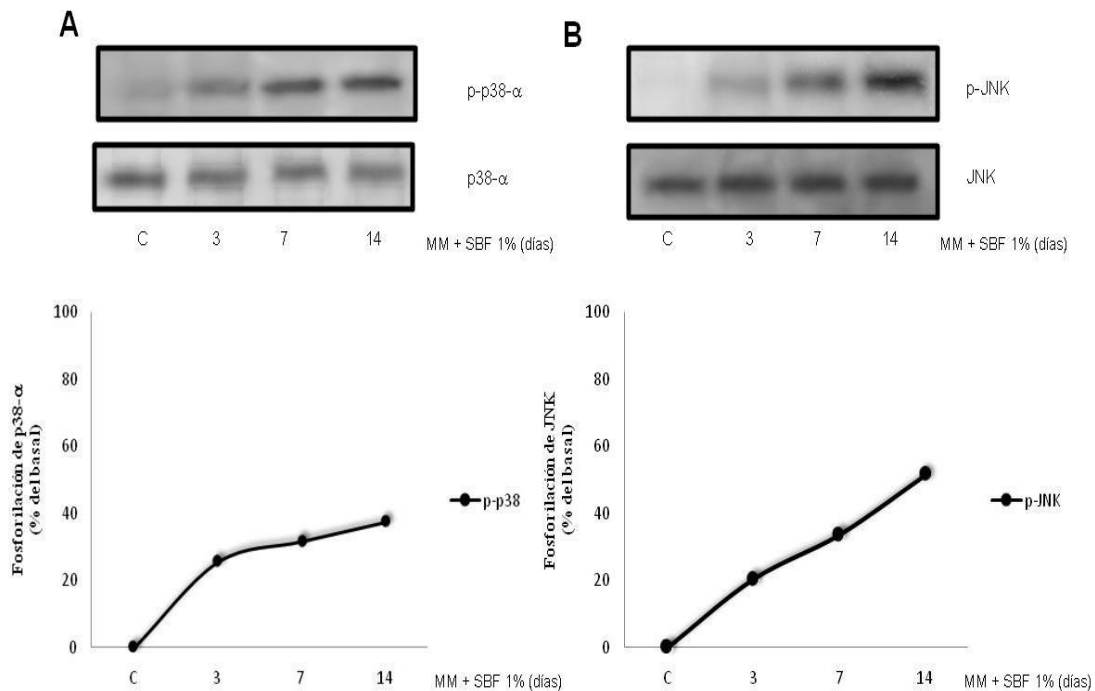 A
p-p38-α
p38-α
C 3 7 14 MM + SBF 1% (días)
B
p-JNK
JNK
C 3 7 14 MM + SBF 1% (días)
Fosforilación de p38-α
(% del basal)
100
80
60
40
20
0
C 3 7 14 MM + SBF 1% (días)
p-p38
Fosforilación de JNK
(% del basal)
100
80
60
40
20
0
C 3 7 14 MM + SBF 1% (días)
p-JNK